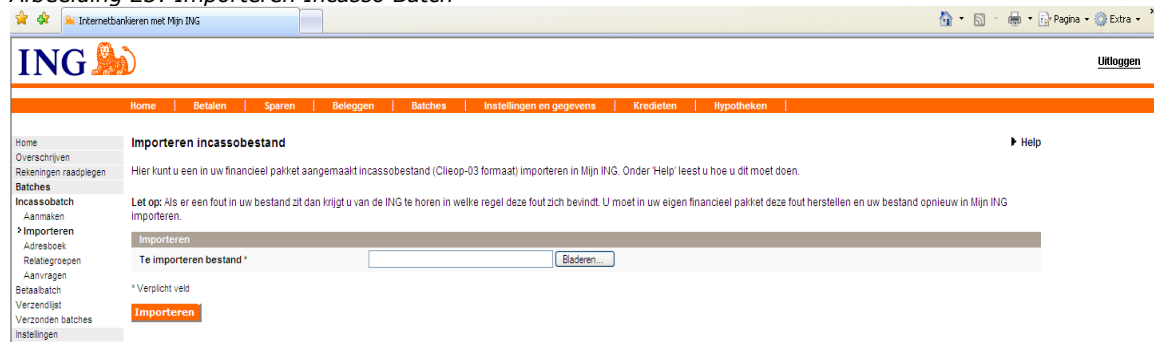 Afbeelding 23: Importeren Incasso Batch
Internetbankieren met Mijn ING
Pagina Extra
ING
Uitloggen
Home | Betalen | Sparen | Beleggen | Batches | Instellingen en gegevens | Kredieten | Hypotheken |
Home
Overschrijven
Rekeningen raadplegen
Batches
Incassobatch
Aanmaken
Importeren
Adresboek
Relatiegroepen
Aanvragen
Betaalbatch
Verzendlijst
Verzonden batches
Instellingen
Importeren incassobestand
Help
Hier kunt u een in uw financieel pakket aangemaakt incassobestand (Clieop-03 formaat) importeren in Mijn ING. Onder 'Help' leest u hoe u dit moet doen.
Let op: Als er een fout in uw bestand zit dan krijgt u van de ING te horen in welke regel deze fout zich bevindt. U moet in uw eigen financieel pakket deze fout herstellen en uw bestand opnieuw in Mijn ING
importeren.
Importeren
Te importeren bestand *
Bladeren...
* Verplicht veld
Importeren